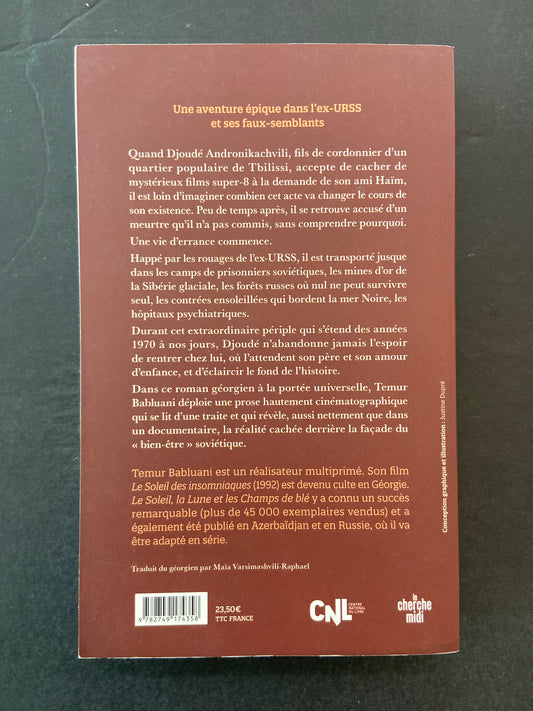 Une aventure épique dans l'ex-URSS
et ses faux-semblants
Quand Djoudé Andronikachvili, fils de cordonnier d'un
quartier populaire de Tbilissi, accepte de cacher de
mystérieux films super-8 à la demande de son ami Haïm,
il est loin d'imaginer combien cet acte va changer le cours de
son existence. Peu de temps après, il se retrouve accusé d'un
meurtre qu'il n'a pas commis, sans comprendre pourquoi.
Une vie d'errance commence.
Happé par les rouages de l'ex-URSS, il est transporté jusque
dans les camps de prisonniers soviétiques, les mines d'or de
la Sibérie glaciale, les forêts russes où nul ne peut survivre
seul, les contrées ensoleillées qui bordent la mer Noire, les
hôpitaux psychiatriques.
Durant cet extraordinaire périple qui s'étend des années
1970 à nos jours, Djoudé n'abandonne jamais l'espoir
de rentrer chez lui, où l'attendent son père et son amour
d'enfance, et d'éclaircir le fond de l'histoire.
Dans ce roman géorgien à la portée universelle, Temur
Babluani déploie une prose hautement cinématographique
qui se lit d'une traite et qui révèle, aussi nettement que dans
un documentaire, la réalité cachée derrière la façade du
« bien-être » soviétique.
Temur Babluani est un réalisateur multiprimé. Son film
Le Soleil des insomniaques (1992) est devenu culte en Géorgie.
Le Soleil, la Lune et les Champs de blé y a connu un succès
remarquable (plus de 45 000 exemplaires vendus) et a
également été publié en Azerbaïdjan et en Russie, où il va
être adapté en série.
Traduit du géorgien par Maïa Varsimashvili-Raphael
9 782749 174358
23,50€
TTC FRANCE
CNL
CENTRE
NATIONAL
DU LIVRE
le
cherche
midi
Conception graphique et illustration : Justine Dupré